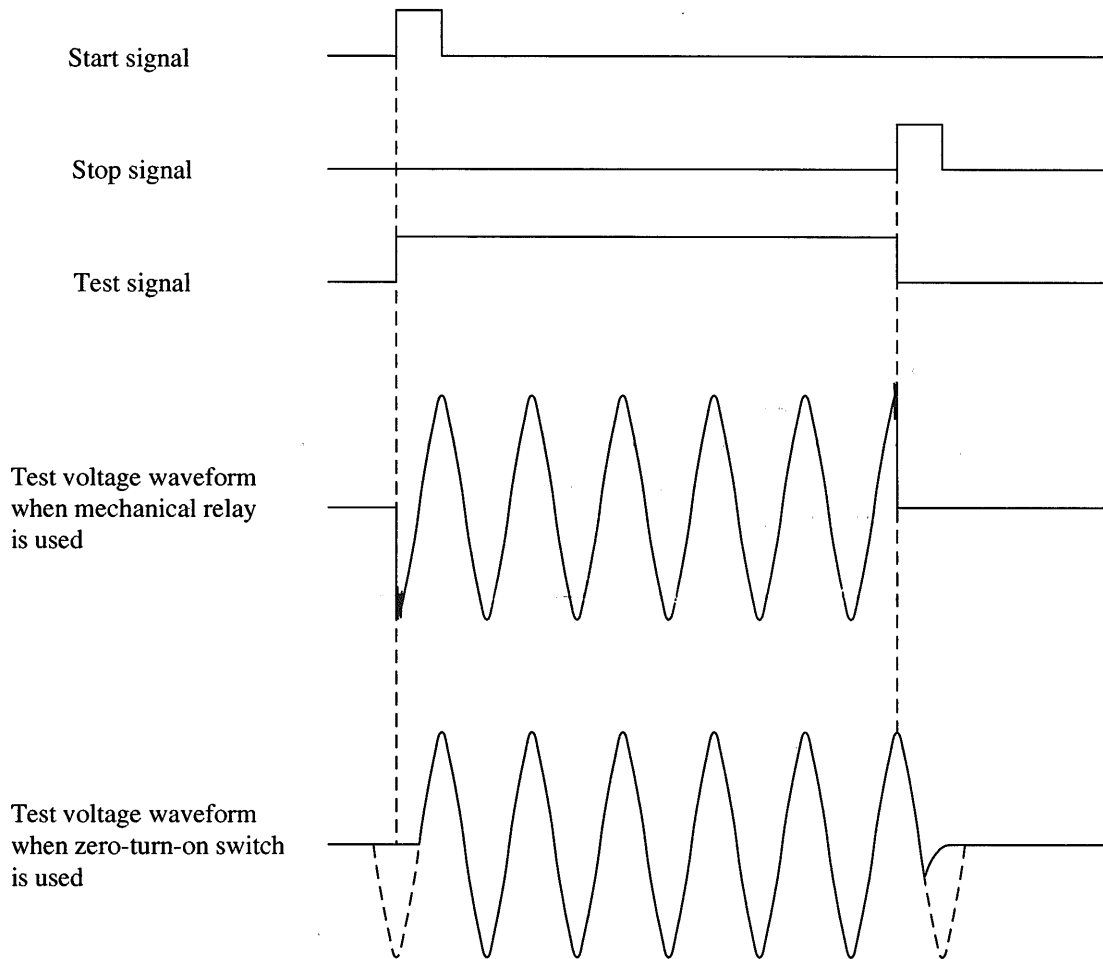 Start signal
Stop signal
Test signal
Test voltage waveform
when mechanical relay
is used
Test voltage waveform
when zero-turn-on switch
is used